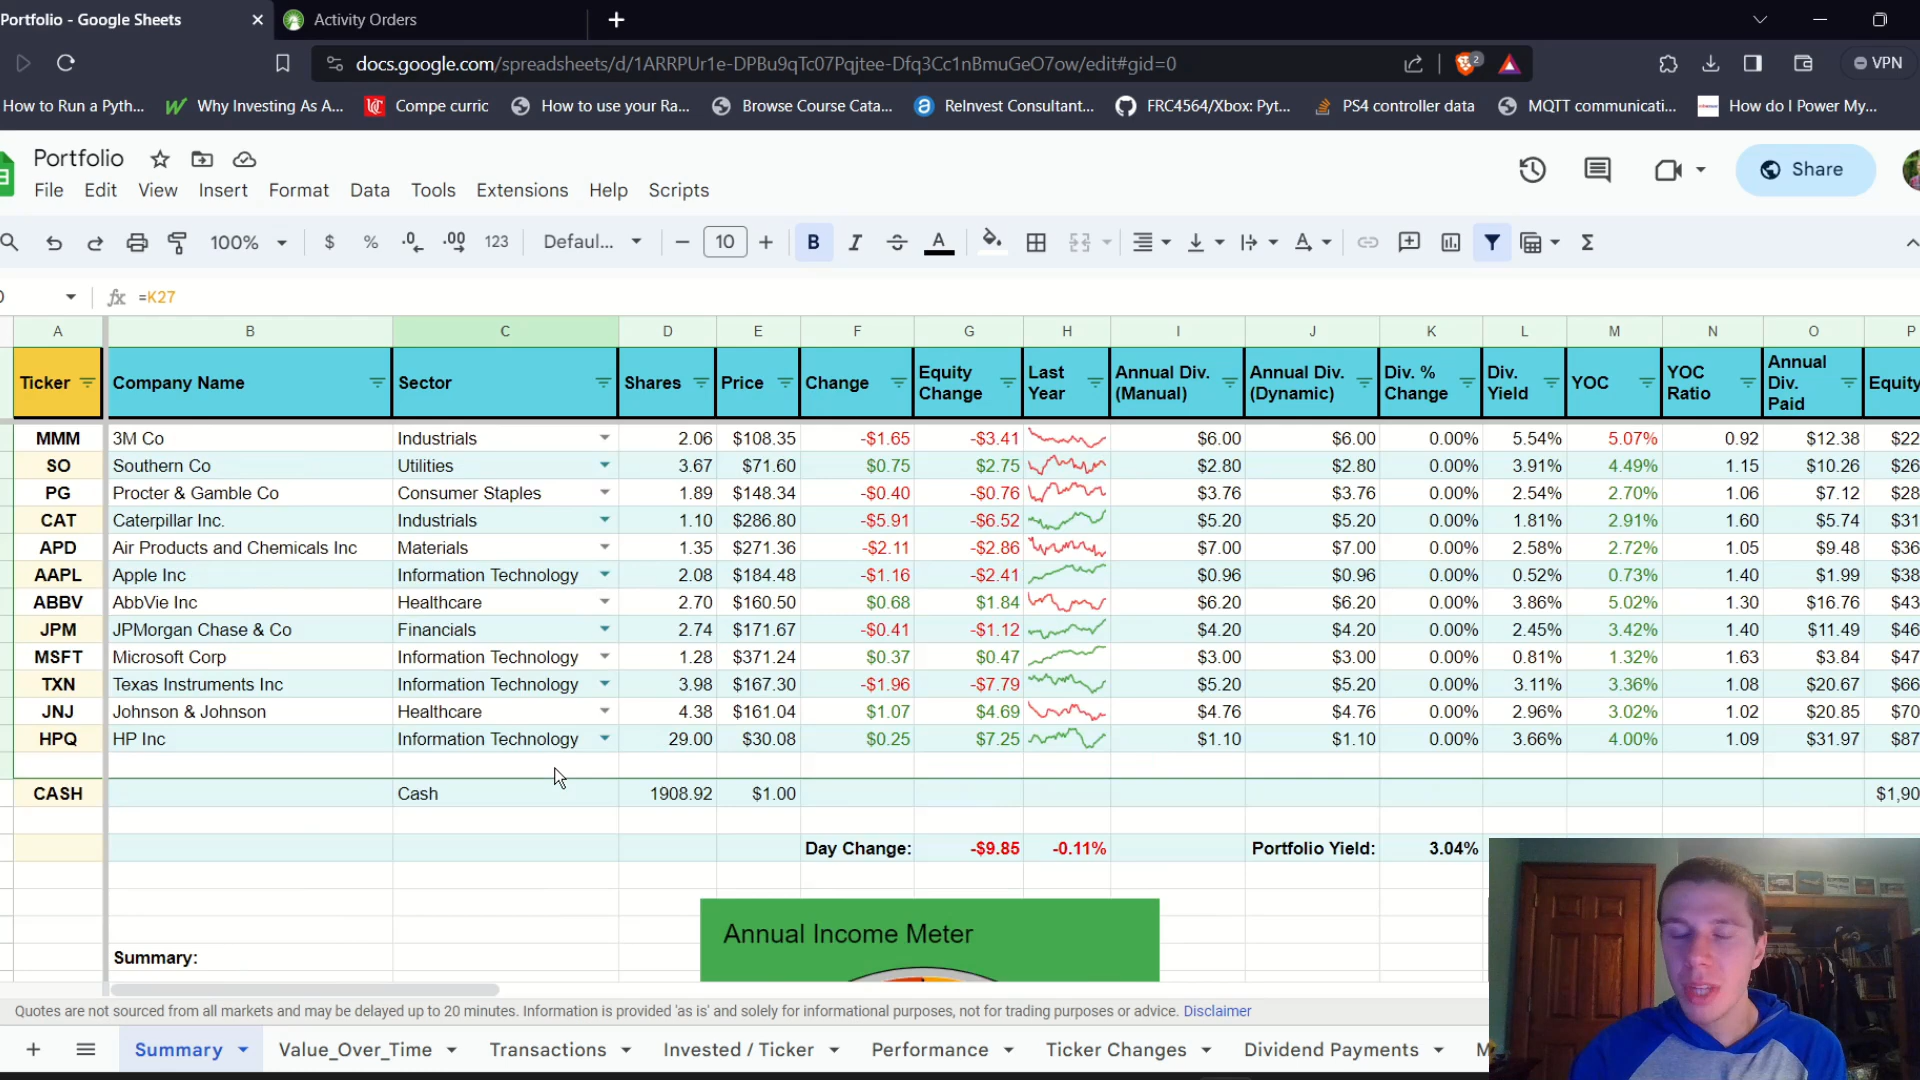 Portfolio - Google Sheets Activity Orders
docs.google.com/spreadsheets/d/1ARRPUr1e-DPBu9qTc07Pqjtee-Dfq3Cc1nBmuGeO7ow/edit#gid=0 2 VPN
How to Run a Pyth... Why Investing As A... Compe curric How to use your Ra... Browse Course Cata... ReInvest Consultant... FRC4564/Xbox: Pyt... PS4 controller data MQTT communicati... How do I Power My...
Portfolio Share
File Edit View Insert Format Data Tools Extensions Help Scripts
100% $ % .0 .00 123 Defaul... 10 B I A
fx =K27
A B C D E F G H I J K L M N O P
Ticker Company Name Sector Shares Price Change Equity Change Last Year Annual Div. (Manual) Annual Div. (Dynamic) Div. % Change Div. Yield YOC YOC Ratio Annual Div. Paid Equity
MMM 3M Co Industrials 2.06 $108.35 -$1.65 -$3.41 $6.00 $6.00 0.00% 5.54% 5.07% 0.92 $12.38 $22
SO Southern Co Utilities 3.67 $71.60 $0.75 $2.75 $2.80 $2.80 0.00% 3.91% 4.49% 1.15 $10.26 $26
PG Procter & Gamble Co Consumer Staples 1.89 $148.34 -$0.40 -$0.76 $3.76 $3.76 0.00% 2.54% 2.70% 1.06 $7.12 $28
CAT Caterpillar Inc. Industrials 1.10 $286.80 -$5.91 -$6.52 $5.20 $5.20 0.00% 1.81% 2.91% 1.60 $5.74 $31
APD Air Products and Chemicals Inc Materials 1.35 $271.36 -$2.11 -$2.86 $7.00 $7.00 0.00% 2.58% 2.72% 1.05 $9.48 $36
AAPL Apple Inc Information Technology 2.08 $184.48 -$1.16 -$2.41 $0.96 $0.96 0.00% 0.52% 0.73% 1.40 $1.99 $38
ABBV AbbVie Inc Healthcare 2.70 $160.50 $0.68 $1.84 $6.20 $6.20 0.00% 3.86% 5.02% 1.30 $16.76 $43
JPM JPMorgan Chase & Co Financials 2.74 $171.67 -$0.41 -$1.12 $4.20 $4.20 0.00% 2.45% 3.42% 1.40 $11.49 $46
MSFT Microsoft Corp Information Technology 1.28 $371.24 $0.37 $0.47 $3.00 $3.00 0.00% 0.81% 1.32% 1.63 $3.84 $47
TXN Texas Instruments Inc Information Technology 3.98 $167.30 -$1.96 -$7.79 $5.20 $5.20 0.00% 3.11% 3.36% 1.08 $20.67 $66
JNJ Johnson & Johnson Healthcare 4.38 $161.04 $1.07 $4.69 $4.76 $4.76 0.00% 2.96% 3.02% 1.02 $20.85 $70
HPQ HP Inc Information Technology 29.00 $30.08 $0.25 $7.25 $1.10 $1.10 0.00% 3.66% 4.00% 1.09 $31.97 $87
CASH Cash 1908.92 $1.00 $1,90
Day Change: -$9.85 -0.11% Portfolio Yield: 3.04%
Annual Income Meter
Summary:
Quotes are not sourced from all markets and may be delayed up to 20 minutes. Information is provided 'as is' and solely for informational purposes, not for trading purposes or advice. Disclaimer
Summary Value_Over_Time Transactions Invested / Ticker Performance Ticker Changes Dividend Payments